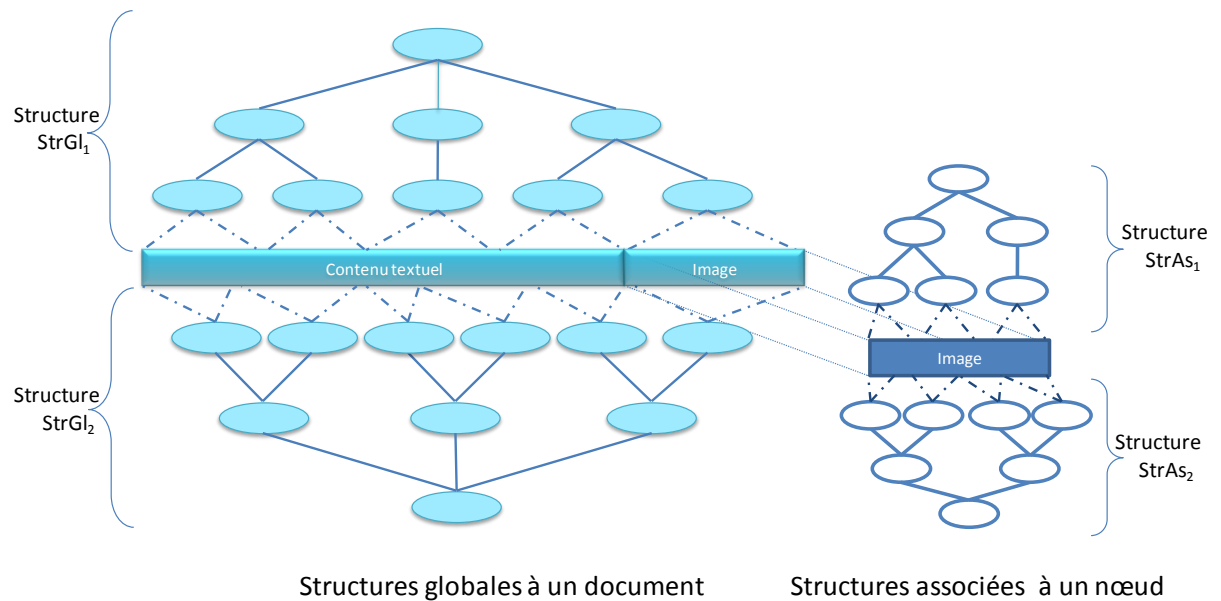 Structure
StrGl₁
Contenu textuel
Image
Structure
StrGl₂
Structure
StrAs₁
Image
Structure
StrAs₂
Structures globales à un document
Structures associées à un nœud